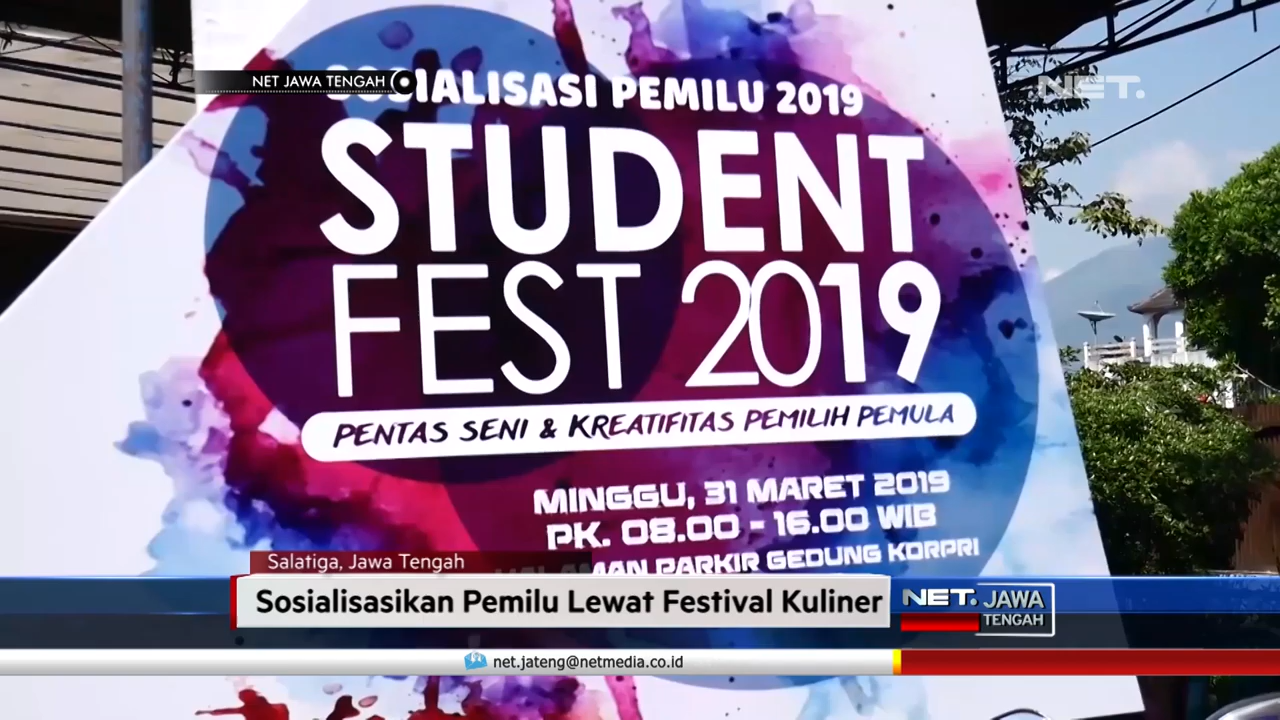 NET JAWA TENGAH
NET.
SOSIALISASI PEMILU 2019
STUDENT
FEST 2019
PENTAS SENI & KREATIFITAS PEMILIH PEMULA
MINGGU, 31 MARET 2019
PK. 08.00 - 16.00 WIB
HALAMAN PARKIR GEDUNG KORPRI
Salatiga, Jawa Tengah
Sosialisasikan Pemilu Lewat Festival Kuliner
NET. JAWA
TENGAH
net.jateng@netmedia.co.id